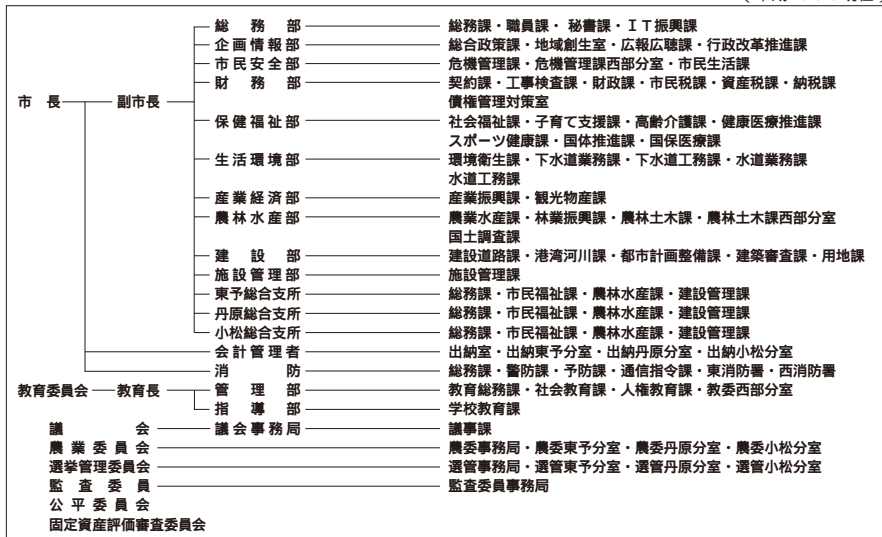 総務部 総務課・職員課・秘書課・ＩＴ振興課
企画情報部 総合政策課・地域創生室・広報広聴課・行政改革推進課
市民安全部 危機管理課・危機管理課西部分室・市民生活課
財務部 契約課・工事検査課・財政課・市民税課・資産税課・納税課
市長 副市長 債権管理対策室
保健福祉部 社会福祉課・子育て支援課・高齢介護課・健康医療推進課
スポーツ健康課・国体推進課・国保医療課
生活環境部 環境衛生課・下水道業務課・下水道工務課・水道業務課
水道工務課
産業経済部 産業振興課・観光物産課
農林水産部 農業水産課・林業振興課・農林土木課・農林土木課西部分室
国土調査課
建設部 建設道路課・港湾河川課・都市計画整備課・建築審査課・用地課
施設管理部 施設管理課
東予総合支所 総務課・市民福祉課・農林水産課・建設管理課
丹原総合支所 総務課・市民福祉課・農林水産課・建設管理課
小松総合支所 総務課・市民福祉課・農林水産課・建設管理課
会計管理者 出納室・出納東予分室・出納丹原分室・出納小松分室
消防 総務課・警防課・予防課・通信指令課・東消防署・西消防署
教育委員会 教育長 管理部 教育総務課・社会教育課・人権教育課・教委西部分室
指導部 学校教育課
議会 議会事務局 議事課
農業委員会 農委事務局・農委東予分室・農委丹原分室・農委小松分室
選挙管理委員会 選管事務局・選管東予分室・選管丹原分室・選管小松分室
監査委員 監査委員事務局
公平委員会
固定資産評価審査委員会